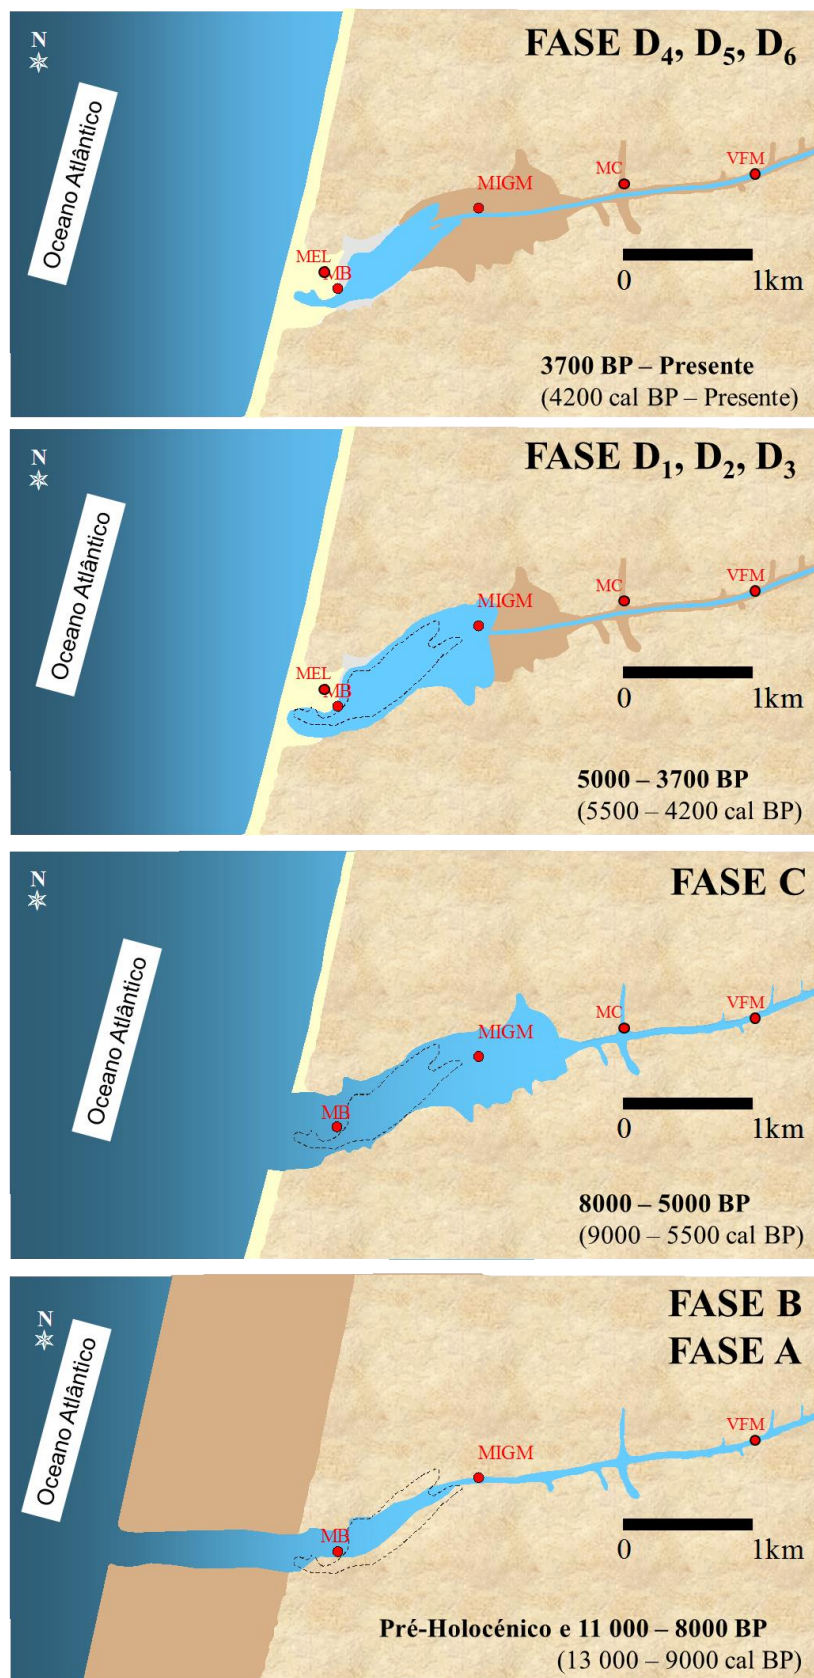 N
FASE D₄, D₅, D₆
Oceano Atlântico
MIGM
MC
VFM
MEL
MB
0 1km
3700 BP – Presente
(4200 cal BP – Presente)
N
FASE D₁, D₂, D₃
Oceano Atlântico
MIGM
MC
VFM
MEL
MB
0 1km
5000 – 3700 BP
(5500 – 4200 cal BP)
N
FASE C
Oceano Atlântico
MIGM
MC
VFM
MB
0 1km
8000 – 5000 BP
(9000 – 5500 cal BP)
N
FASE B
FASE A
Oceano Atlântico
MIGM
VFM
MB
0 1km
Pré-Holocénico e 11 000 – 8000 BP
(13 000 – 9000 cal BP)